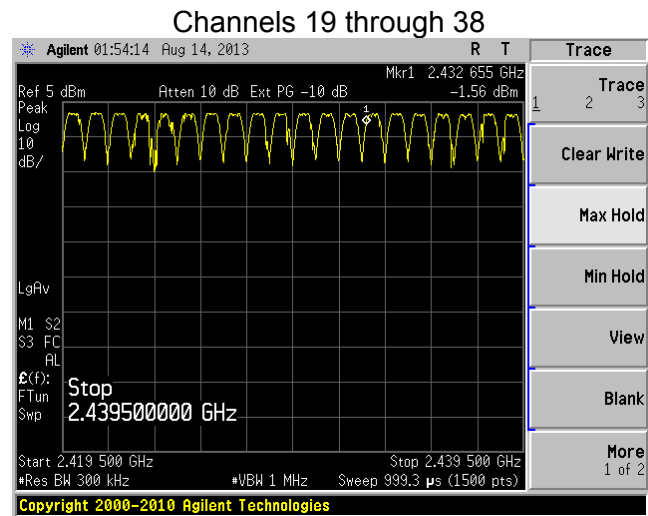 Channels 19 through 38
Agilent 01:54:14 Aug 14, 2013 R T
Trace
Mkr1 2.432 655 GHz
Ref 5 dBm Atten 10 dB Ext PG -10 dB -1.56 dBm
Peak
Log
10
dB/
1
LgAv
M1 S2
S3 FC
AL
£(f):
FTun
Swp
Stop
2.439500000 GHz
Start 2.419 500 GHz Stop 2.439 500 GHz
#Res BW 300 kHz #VBW 1 MHz Sweep 999.3 µs (1500 pts)
Copyright 2000-2010 Agilent Technologies
Trace
1 2 3
Clear Write
Max Hold
Min Hold
View
Blank
More
1 of 2